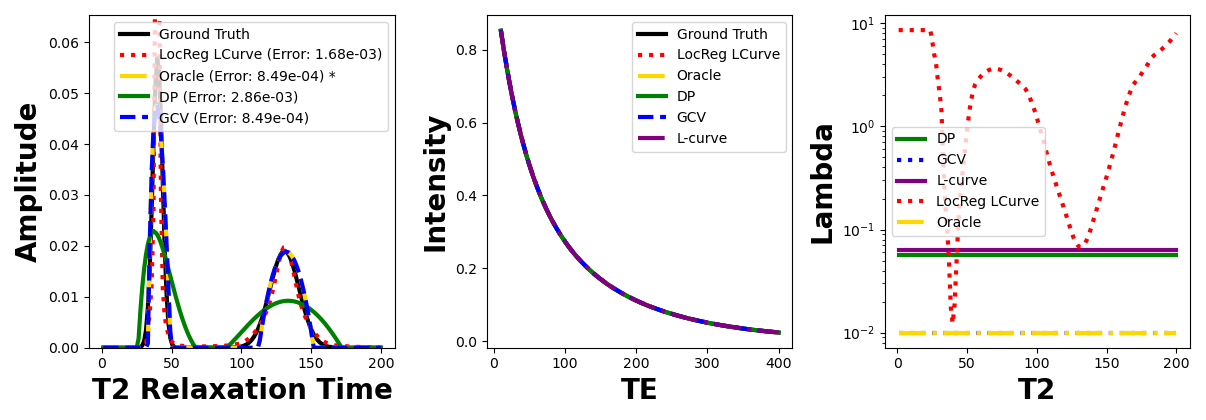 Amplitude
0.06
0.05
0.04
0.03
0.02
0.01
0.00
Ground Truth
LocReg LCurve (Error: 1.68e-03)
Oracle (Error: 8.49e-04) *
DP (Error: 2.86e-03)
GCV (Error: 8.49e-04)
0 50 100 150 200
T2 Relaxation Time
Intensity
0.8
0.6
0.4
0.2
0.0
Ground Truth
LocReg LCurve
Oracle
DP
GCV
L-curve
0 100 200 300 400
TE
Lambda
10¹
10⁰
10⁻¹
10⁻²
DP
GCV
L-curve
LocReg LCurve
Oracle
0 50 100 150 200
T2